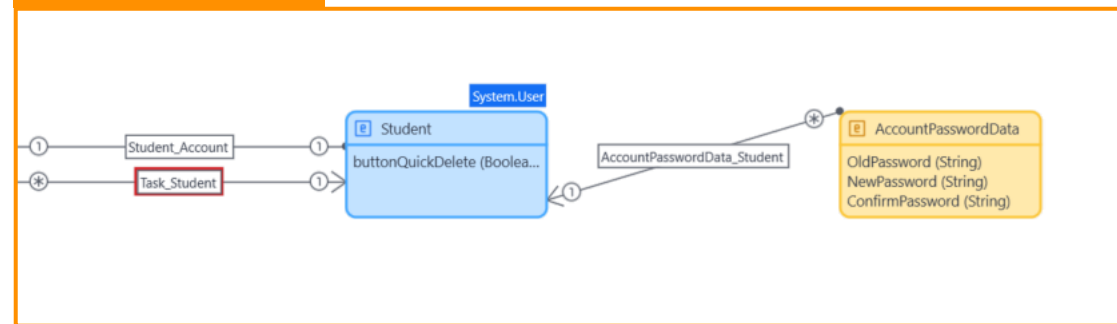 System.User
Student
AccountPasswordData
Student_Account
buttonQuickDelete (Boolea...
AccountPasswordData_Student
OldPassword (String)
Task_Student
NewPassword (String)
ConfirmPassword (String)
1
1
*
1
1
*